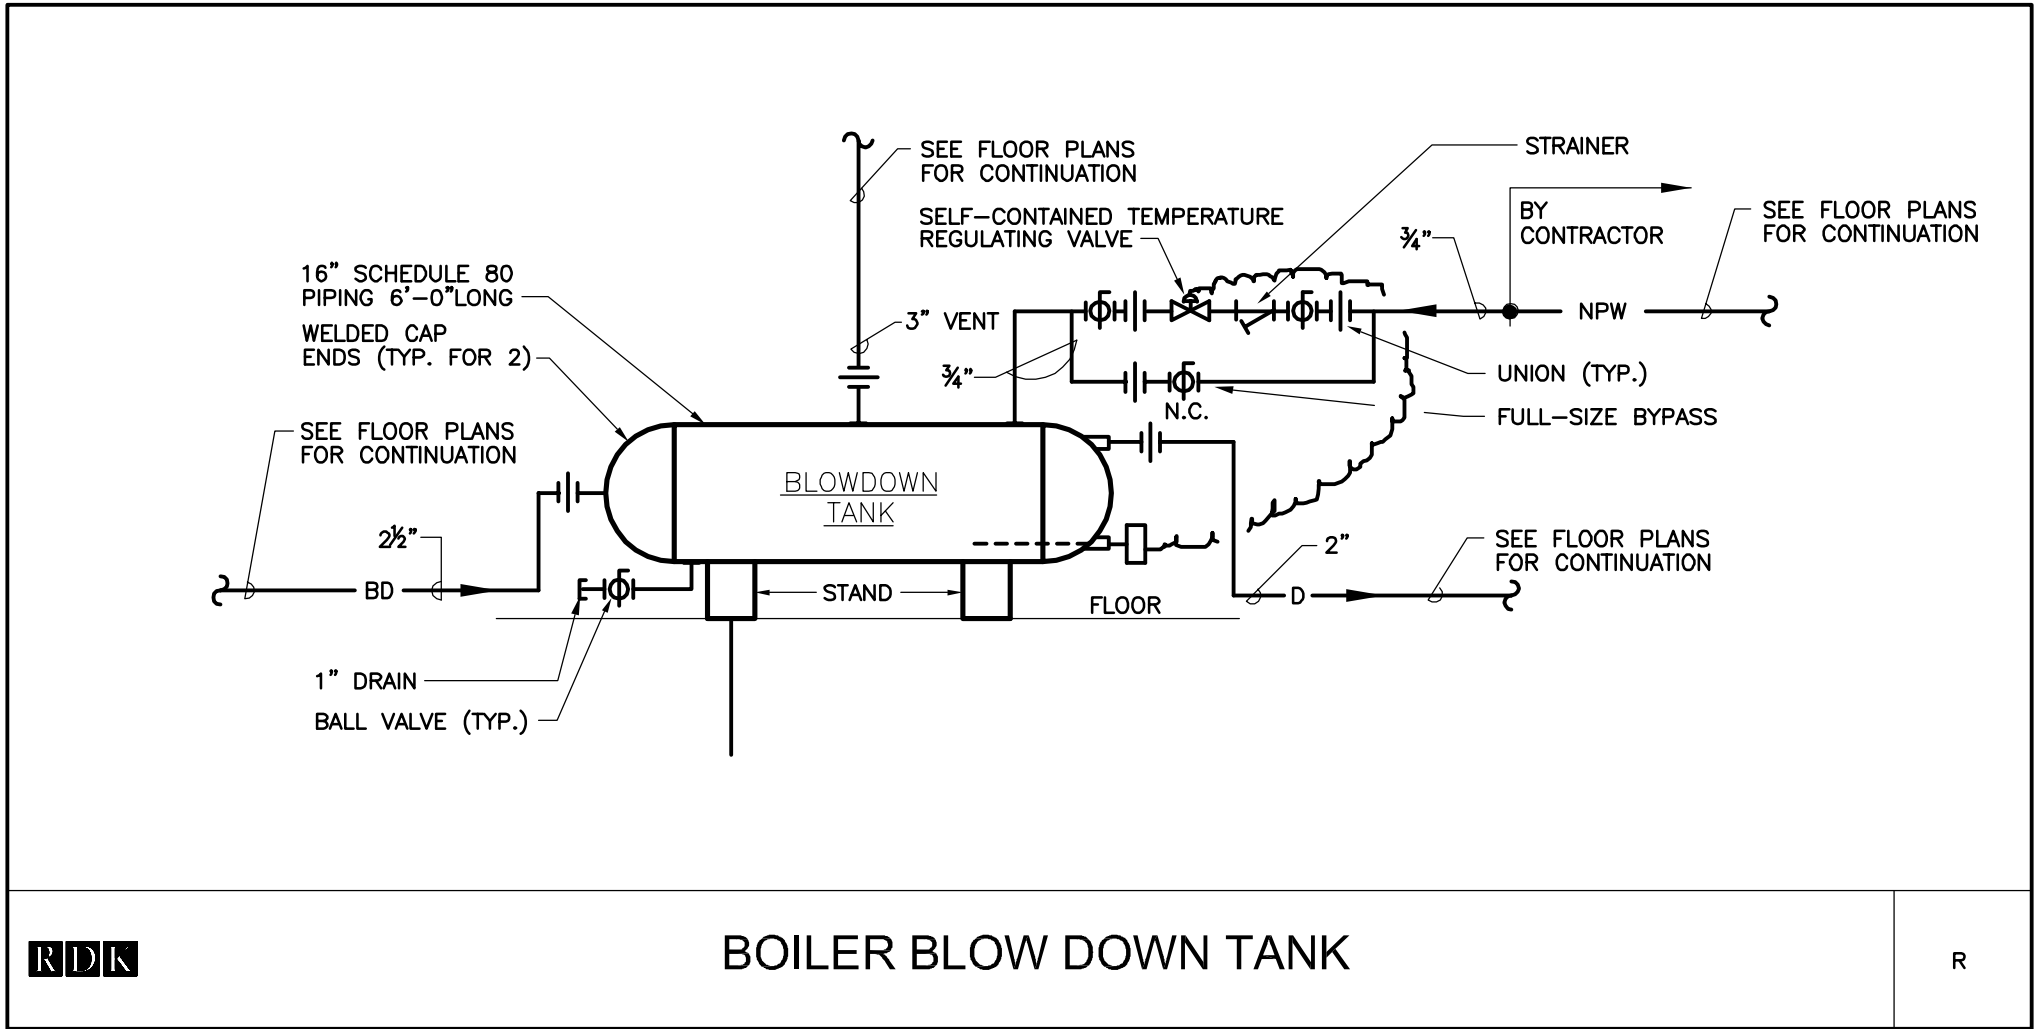 SEE FLOOR PLANS
FOR CONTINUATION
STRAINER
SELF-CONTAINED TEMPERATURE
REGULATING VALVE
BY
CONTRACTOR
SEE FLOOR PLANS
FOR CONTINUATION
¾"
16" SCHEDULE 80
PIPING 6'-0"LONG
3" VENT
NPW
WELDED CAP
ENDS (TYP. FOR 2)
¾"
UNION (TYP.)
N.C.
FULL-SIZE BYPASS
SEE FLOOR PLANS
FOR CONTINUATION
BLOWDOWN
TANK
2½"
2"
SEE FLOOR PLANS
FOR CONTINUATION
BD
STAND
FLOOR
D
1" DRAIN
BALL VALVE (TYP.)
RDK
BOILER BLOW DOWN TANK
R